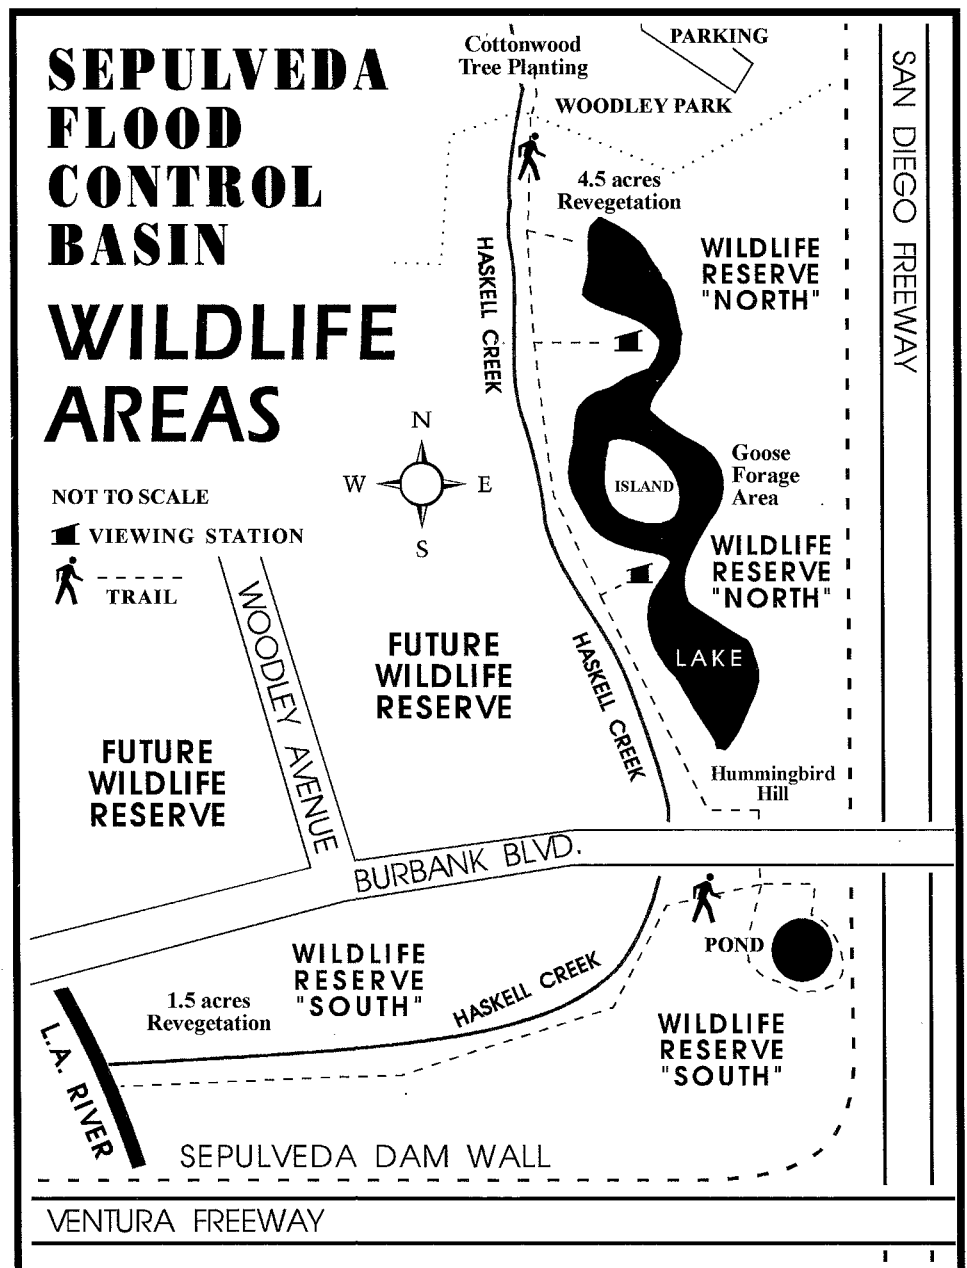 SEPULVEDA
FLOOD
CONTROL
BASIN
WILDLIFE
AREAS
NOT TO SCALE
VIEWING STATION
TRAIL
N
W
E
S
Cottonwood
Tree Planting
PARKING
WOODLEY PARK
4.5 acres
Revegetation
HASKELL CREEK
WILDLIFE
RESERVE
"NORTH"
SAN DIEGO FREEWAY
ISLAND
Goose
Forage
Area
WILDLIFE
RESERVE
"NORTH"
LAKE
HASKELL CREEK
FUTURE
WILDLIFE
RESERVE
WOODLEY AVENUE
FUTURE
WILDLIFE
RESERVE
Hummingbird
Hill
BURBANK BLVD.
POND
WILDLIFE
RESERVE
"SOUTH"
HASKELL CREEK
1.5 acres
Revegetation
WILDLIFE
RESERVE
"SOUTH"
L.A. RIVER
SEPULVEDA DAM WALL
VENTURA FREEWAY